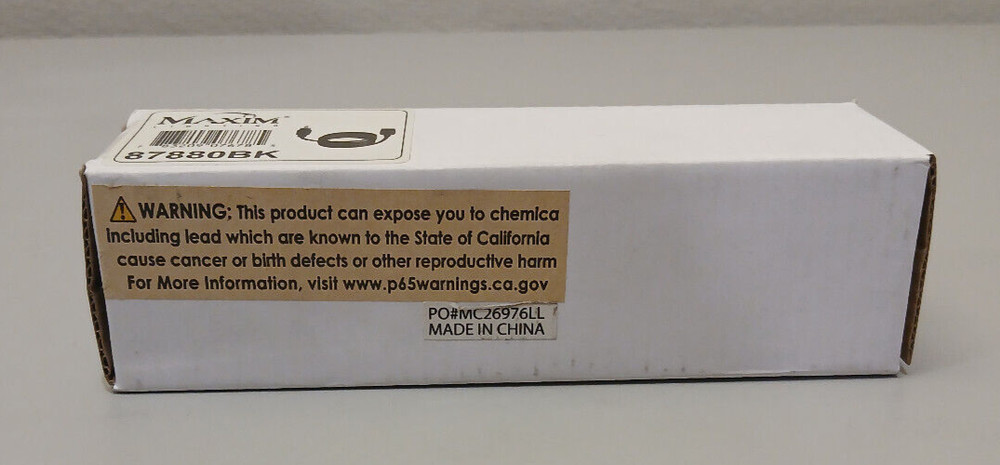 MAXIM
87880BK
WARNING: This product can expose you to chemica
including lead which are known to the State of California
cause cancer or birth defects or other reproductive harm
For More Information, visit www.p65warnings.ca.gov
PO#MC26976LL
MADE IN CHINA